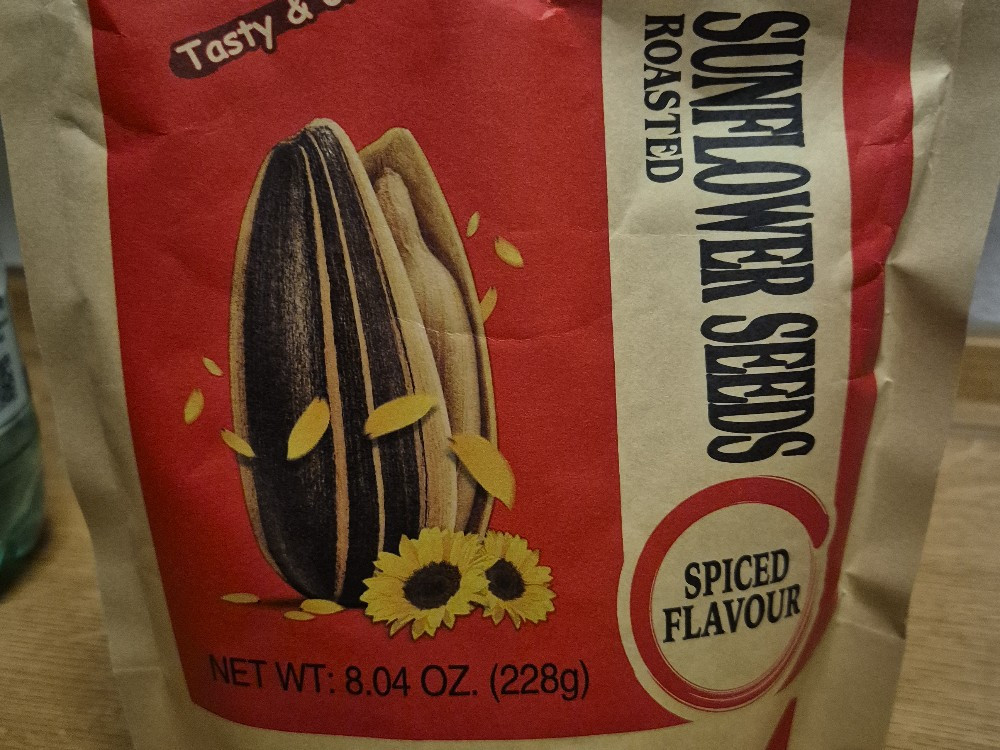 Tasty &
SUNFLOWER SEEDS
ROASTED
SPICED
FLAVOUR
NET WT: 8.04 OZ. (228g)